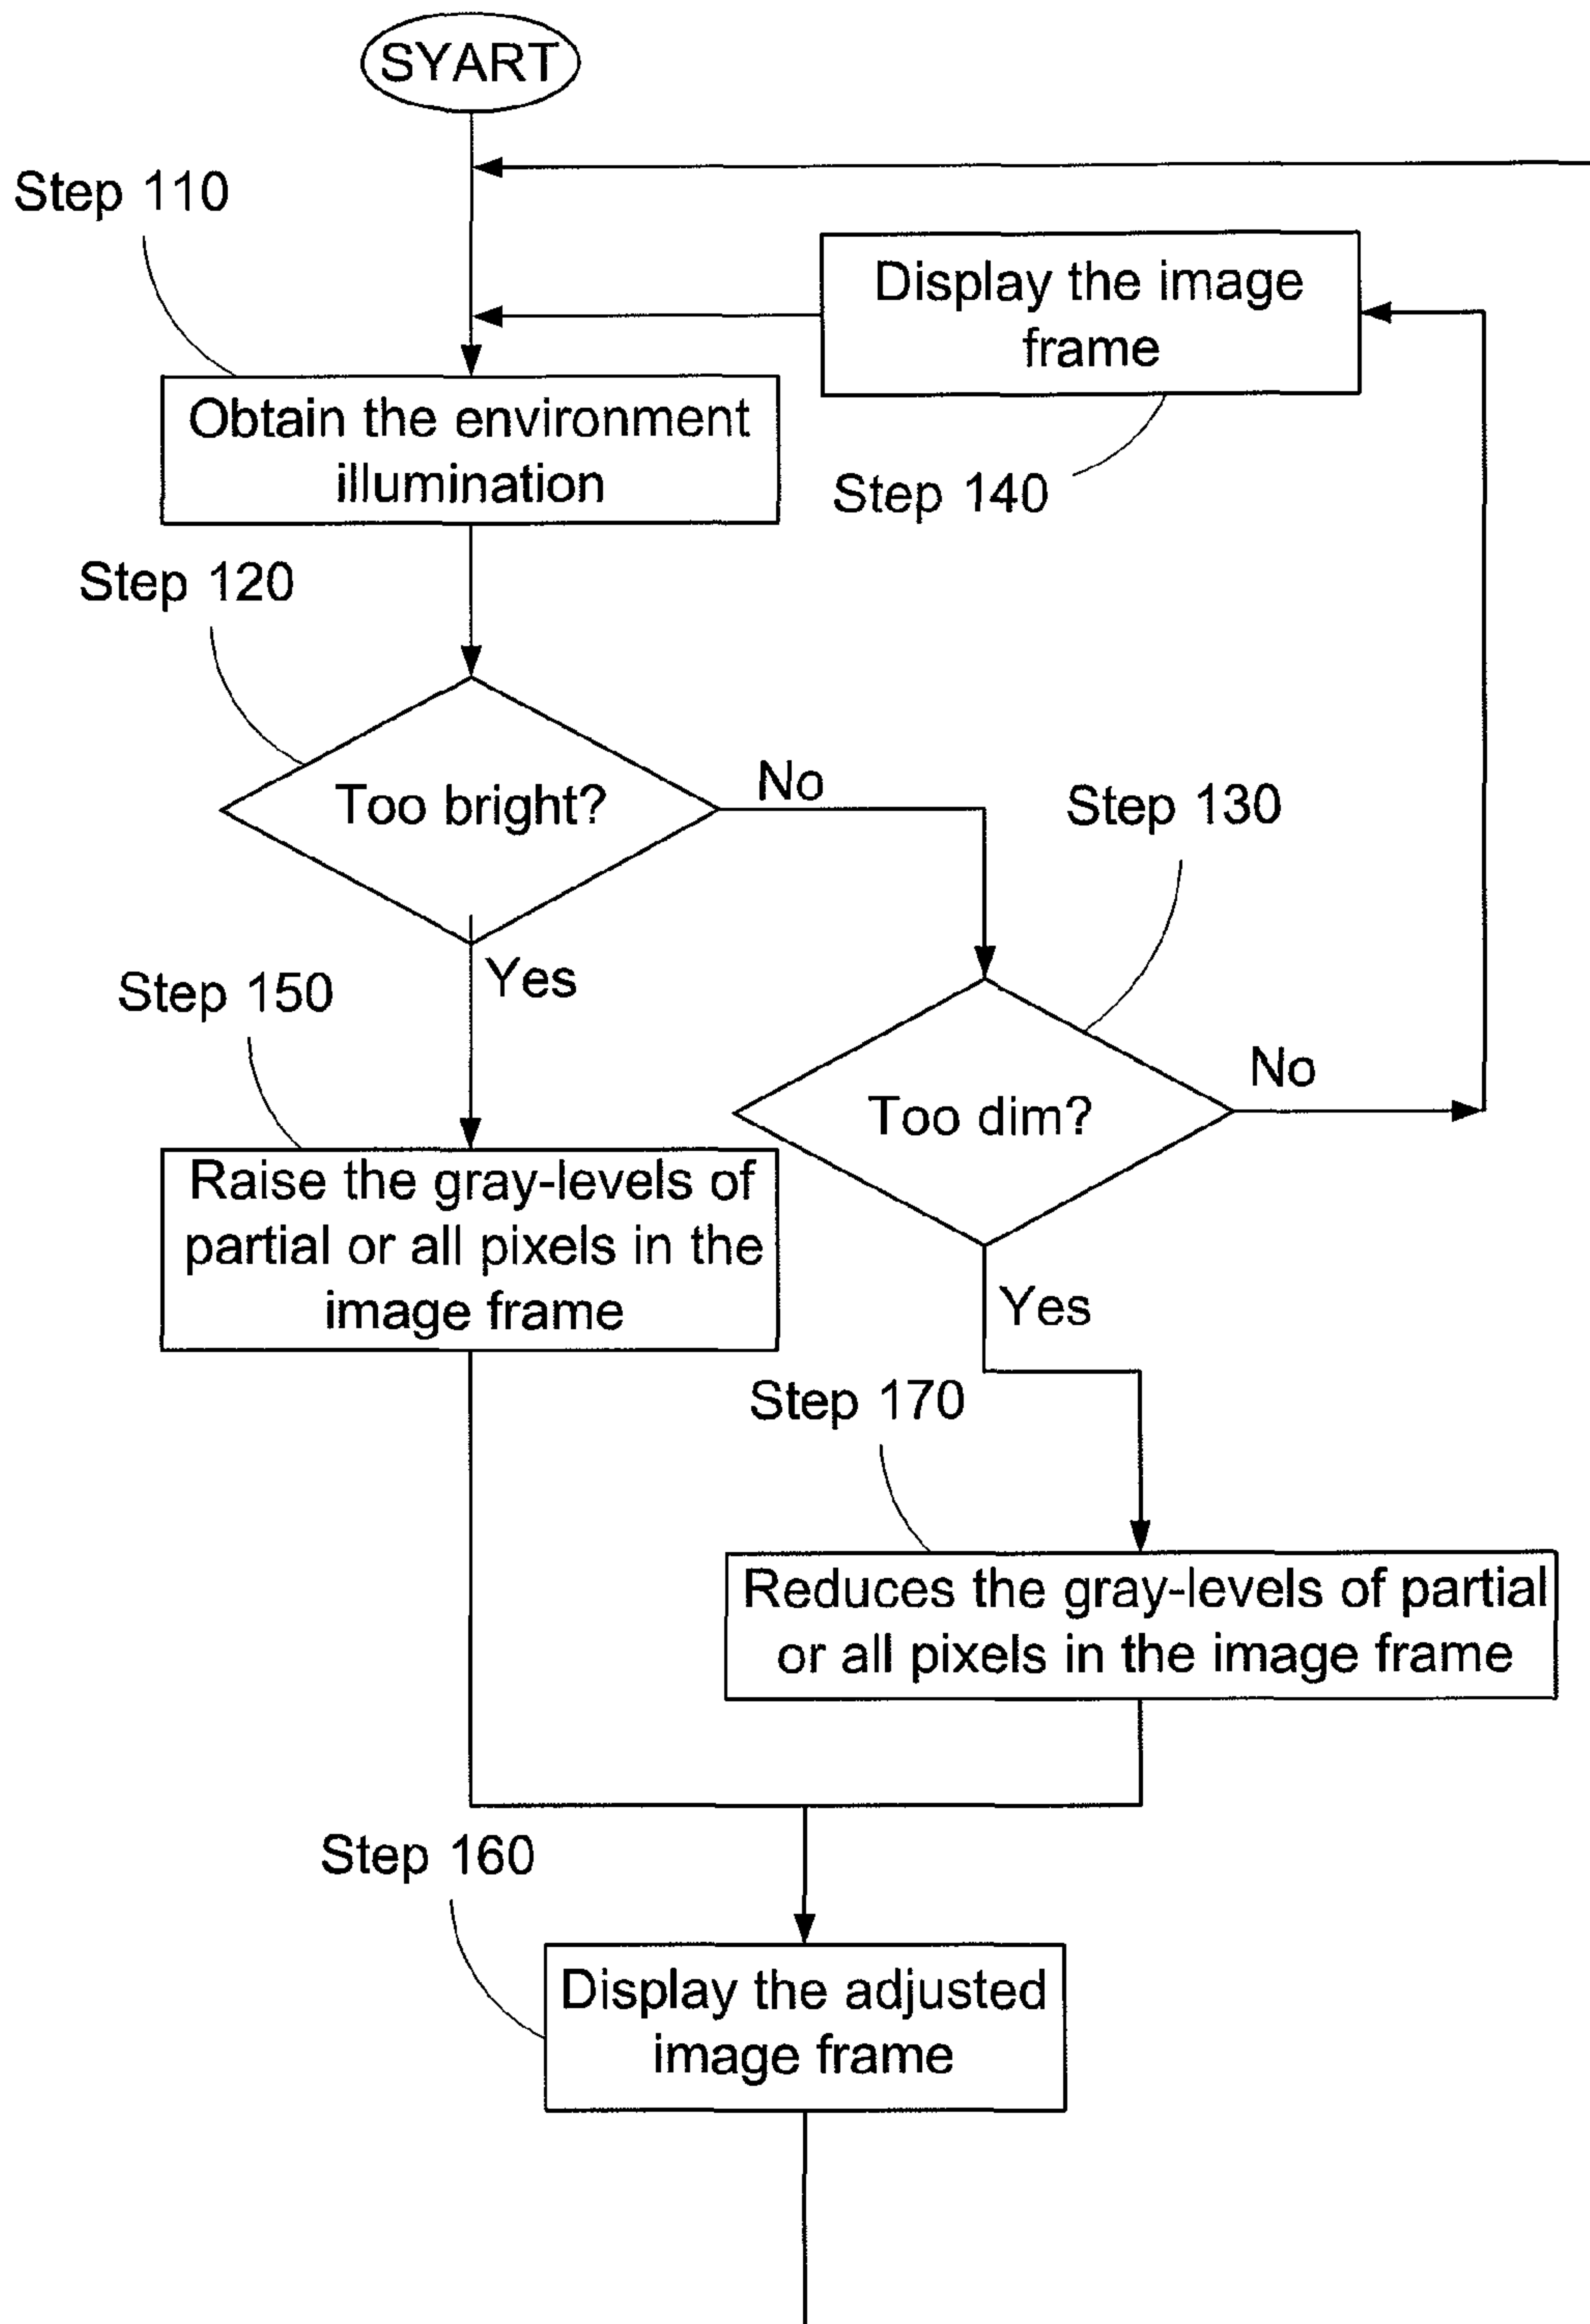 SYART
Step 110
Display the image
frame
Obtain the environment
illumination
Step 140
Step 120
Too bright?
No
Step 130
Yes
Step 150
Too dim?
No
Raise the gray-levels of
partial or all pixels in the
image frame
Yes
Step 170
Reduces the gray-levels of partial
or all pixels in the image frame
Step 160
Display the adjusted
image frame